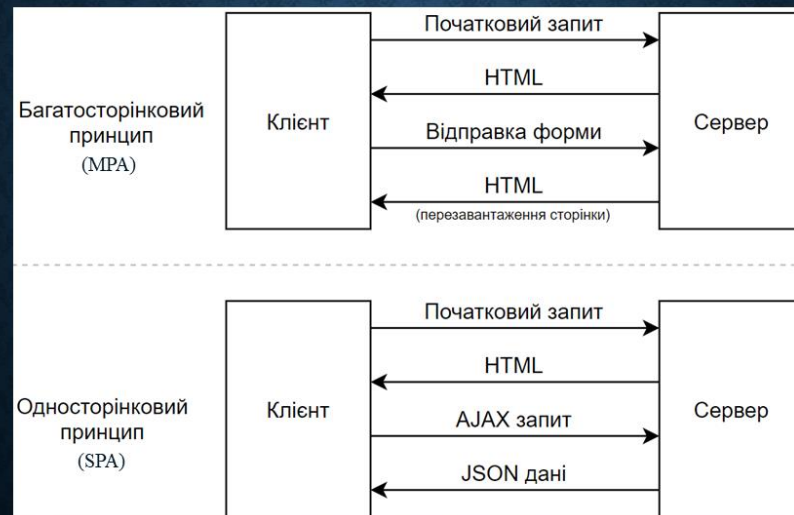 Багатосторінковий
принцип
(MPA)
Клієнт
Початковий запит
HTML
Відправка форми
HTML
(перезавантаження сторінки)
Сервер
Односторінковий
принцип
(SPA)
Клієнт
Початковий запит
HTML
AJAX запит
JSON дані
Сервер